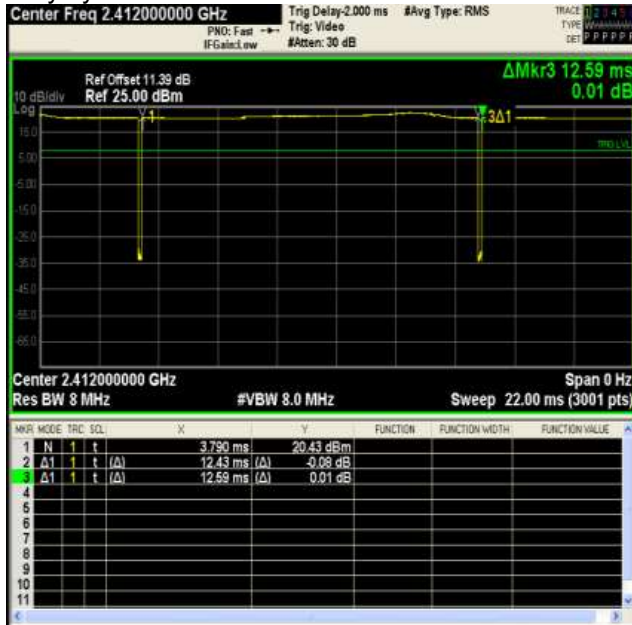 Center Freq 2.412000000 GHz
PNO: Fast
IFGain:Low
Trig Delay-2.000 ms
Trig: Video
#Atten: 30 dB
#Avg Type: RMS
TRACE 1 2 3 4 5
TYPE
DET P P P P P
ΔMkr3 12.59 ms
0.01 dB
Ref Offset 11.39 dB
10 dB/div Ref 25.00 dBm
Log
1
3Δ1
15.0
TRIG LVL
5.00
-5.00
-15.0
-25.0
-35.0
-45.0
-55.0
-65.0
Center 2.412000000 GHz Span 0 Hz
Res BW 8 MHz #VBW 8.0 MHz Sweep 22.00 ms (3001 pts)
MKR MODE TRC SCL X Y FUNCTION FUNCTION WIDTH FUNCTION VALUE
1 N 1 t 3.790 ms 20.43 dBm
2 Δ1 1 t (Δ) 12.43 ms (Δ) -0.08 dB
3 Δ1 1 t (Δ) 12.59 ms (Δ) 0.01 dB
4
5
6
7
8
9
10
11